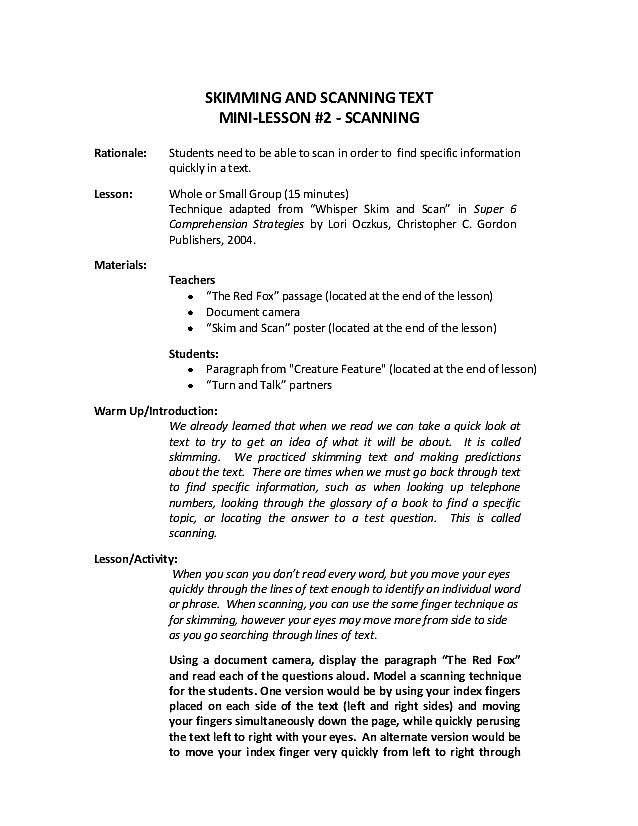 SKIMMING AND SCANNING TEXT
MINI-LESSON #2 - SCANNING
Rationale: Students need to be able to scan in order to find specific information
quickly in a text.
Lesson: Whole or Small Group (15 minutes)
Technique adapted from “Whisper Skim and Scan” in Super 6
Comprehension Strategies by Lori Oczkus, Christopher C. Gordon
Publishers, 2004.
Materials:
Teachers
• “The Red Fox” passage (located at the end of the lesson)
• Document camera
• “Skim and Scan” poster (located at the end of the lesson)
Students:
• Paragraph from "Creature Feature" (located at the end of lesson)
• “Turn and Talk” partners
Warm Up/Introduction:
We already learned that when we read we can take a quick look at
text to try to get an idea of what it will be about. It is called
skimming. We practiced skimming text and making predictions
about the text. There are times when we must go back through text
to find specific information, such as when looking up telephone
numbers, looking through the glossary of a book to find a specific
topic, or locating the answer to a test question. This is called
scanning.
Lesson/Activity:
When you scan you don’t read every word, but you move your eyes
quickly through the lines of text enough to identify an individual word
or phrase. When scanning, you can use the same finger technique as
for skimming, however your eyes may move more from side to side
as you go searching through lines of text.
Using a document camera, display the paragraph “The Red Fox”
and read each of the questions aloud. Model a scanning technique
for the students. One version would be by using your index fingers
placed on each side of the text (left and right sides) and moving
your fingers simultaneously down the page, while quickly perusing
the text left to right with your eyes. An alternate version would be
to move your index finger very quickly from left to right through